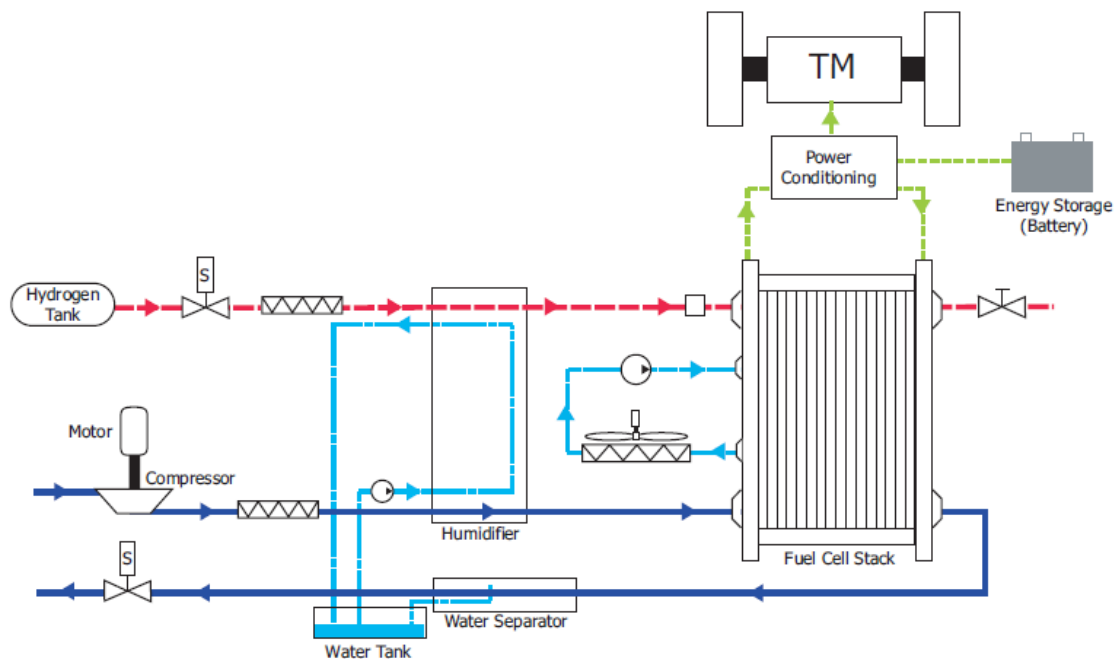 TM
Power
Conditioning
Energy Storage
(Battery)
S
Hydrogen
Tank
Motor
Compressor
Humidifier
Fuel Cell Stack
S
Water Separator
Water Tank